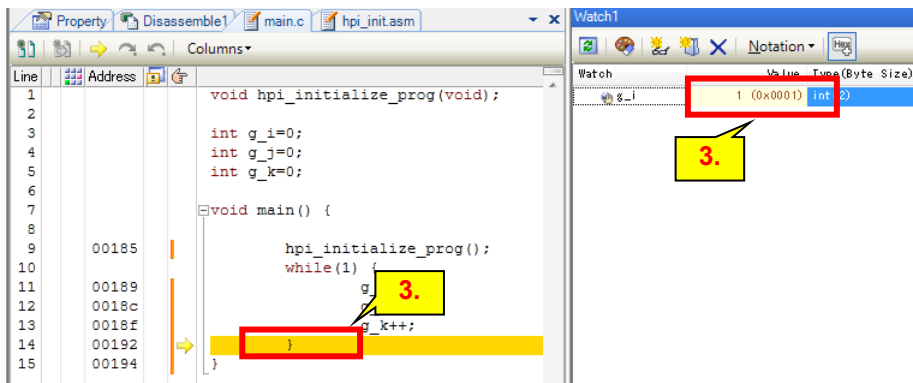 Property Disassemble1 main.c hpi_init.asm
Columns
Line Address
1 void hpi_initialize_prog(void);
2
3 int g_i=0;
4 int g_j=0;
5 int g_k=0;
6
7 void main() {
8
9 00185 hpi_initialize_prog();
10 while(1) {
11 00189
12 0018c
13 0018f g_k++;
14 00192 }
15 00194 }
3.
Watch1
Notation Hex
Watch Value Type(Byte Size)
g_i 1 (0x0001) int(2)
3.